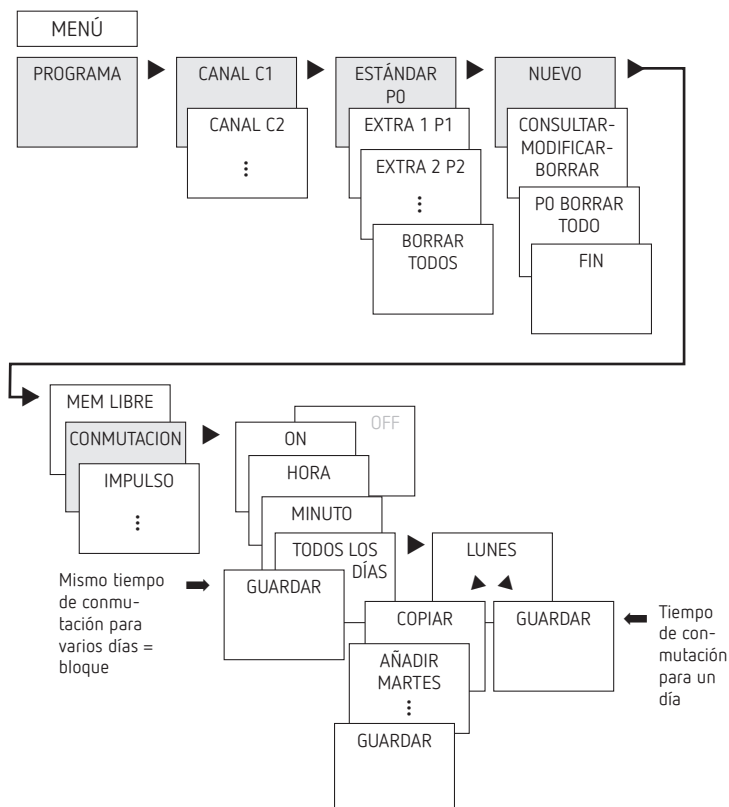 MENÚ
PROGRAMA
CANAL C1
CANAL C2
ESTÁNDAR
P0
EXTRA 1 P1
EXTRA 2 P2
BORRAR
TODOS
NUEVO
CONSULTAR-
MODIFICAR-
BORRAR
P0 BORRAR
TODO
FIN
MEM LIBRE
CONMUTACION
IMPULSO
OFF
ON
HORA
MINUTO
TODOS LOS
DÍAS
GUARDAR
Mismo tiempo
de conmu-
tación para
varios días =
bloque
LUNES
COPIAR
AÑADIR
MARTES
GUARDAR
GUARDAR
Tiempo
de con-
mutación
para un
día